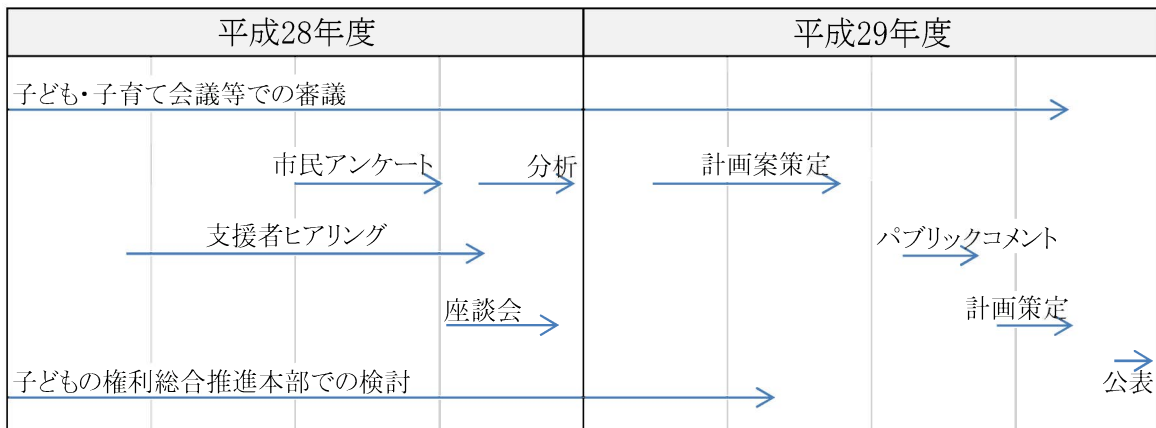 平成28年度
平成29年度
子ども・子育て会議等での審議
市民アンケート
分析
計画案策定
支援者ヒアリング
パブリックコメント
座談会
計画策定
子どもの権利総合推進本部での検討
公表